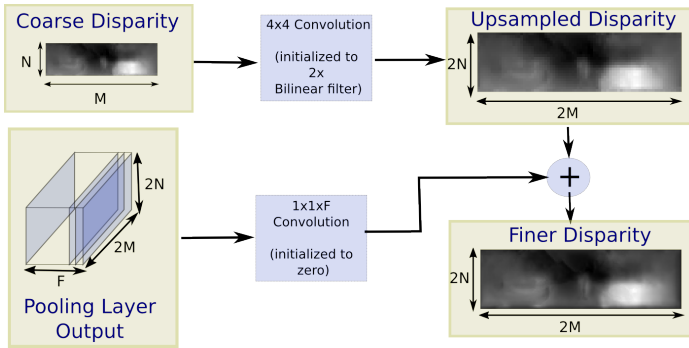 Coarse Disparity
N
M
4x4 Convolution
(initialized to
2x
Bilinear filter)
Upsampled Disparity
2N
2M
2N
2M
F
Pooling Layer
Output
1x1xF
Convolution
(initialized to
zero)
+
Finer Disparity
2N
2M